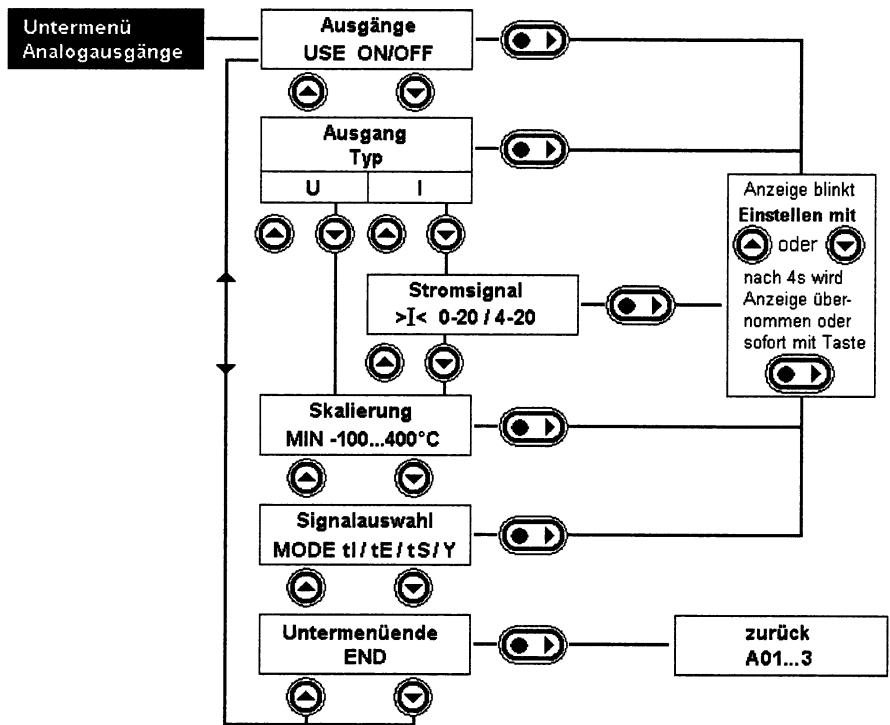 Untermenü
Analogausgänge
Ausgänge
USE ON/OFF
Ausgang
Typ
U
I
Anzeige blinkt
Einstellen mit
oder
nach 4s wird
Anzeige über-
nommen oder
sofort mit Taste
Stromsignal
>I< 0-20 / 4-20
Skalierung
MIN -100...400°C
Signalauswahl
MODE tI / tE / tS / Y
Untermenüende
END
zurück
A01...3